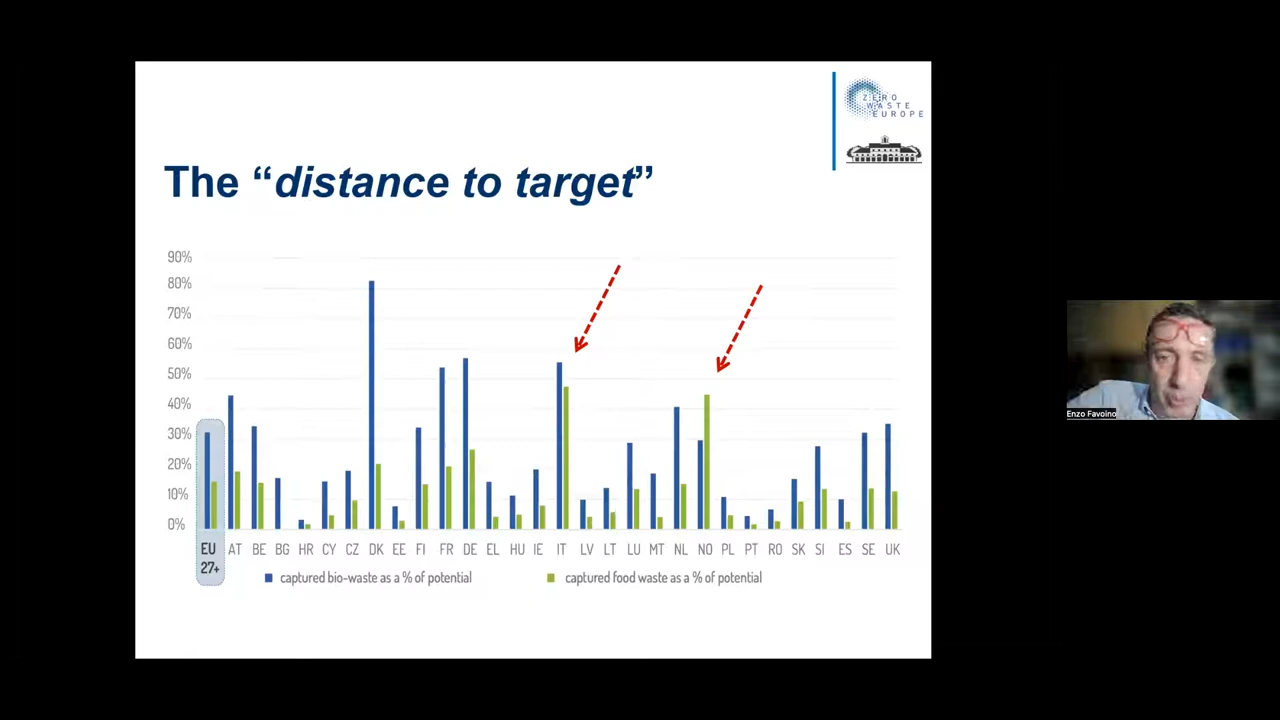 ZERO
WASTE
EUROPE
The “distance to target”
90%
80%
70%
60%
50%
40%
30%
20%
10%
0%
EU 27+ AT BE BG HR CY CZ DK EE FI FR DE EL HU IE IT LV LT LU MT NL NO PL PT RO SK SI ES SE UK
captured bio-waste as a % of potential captured food waste as a % of potential
Enzo Favoino